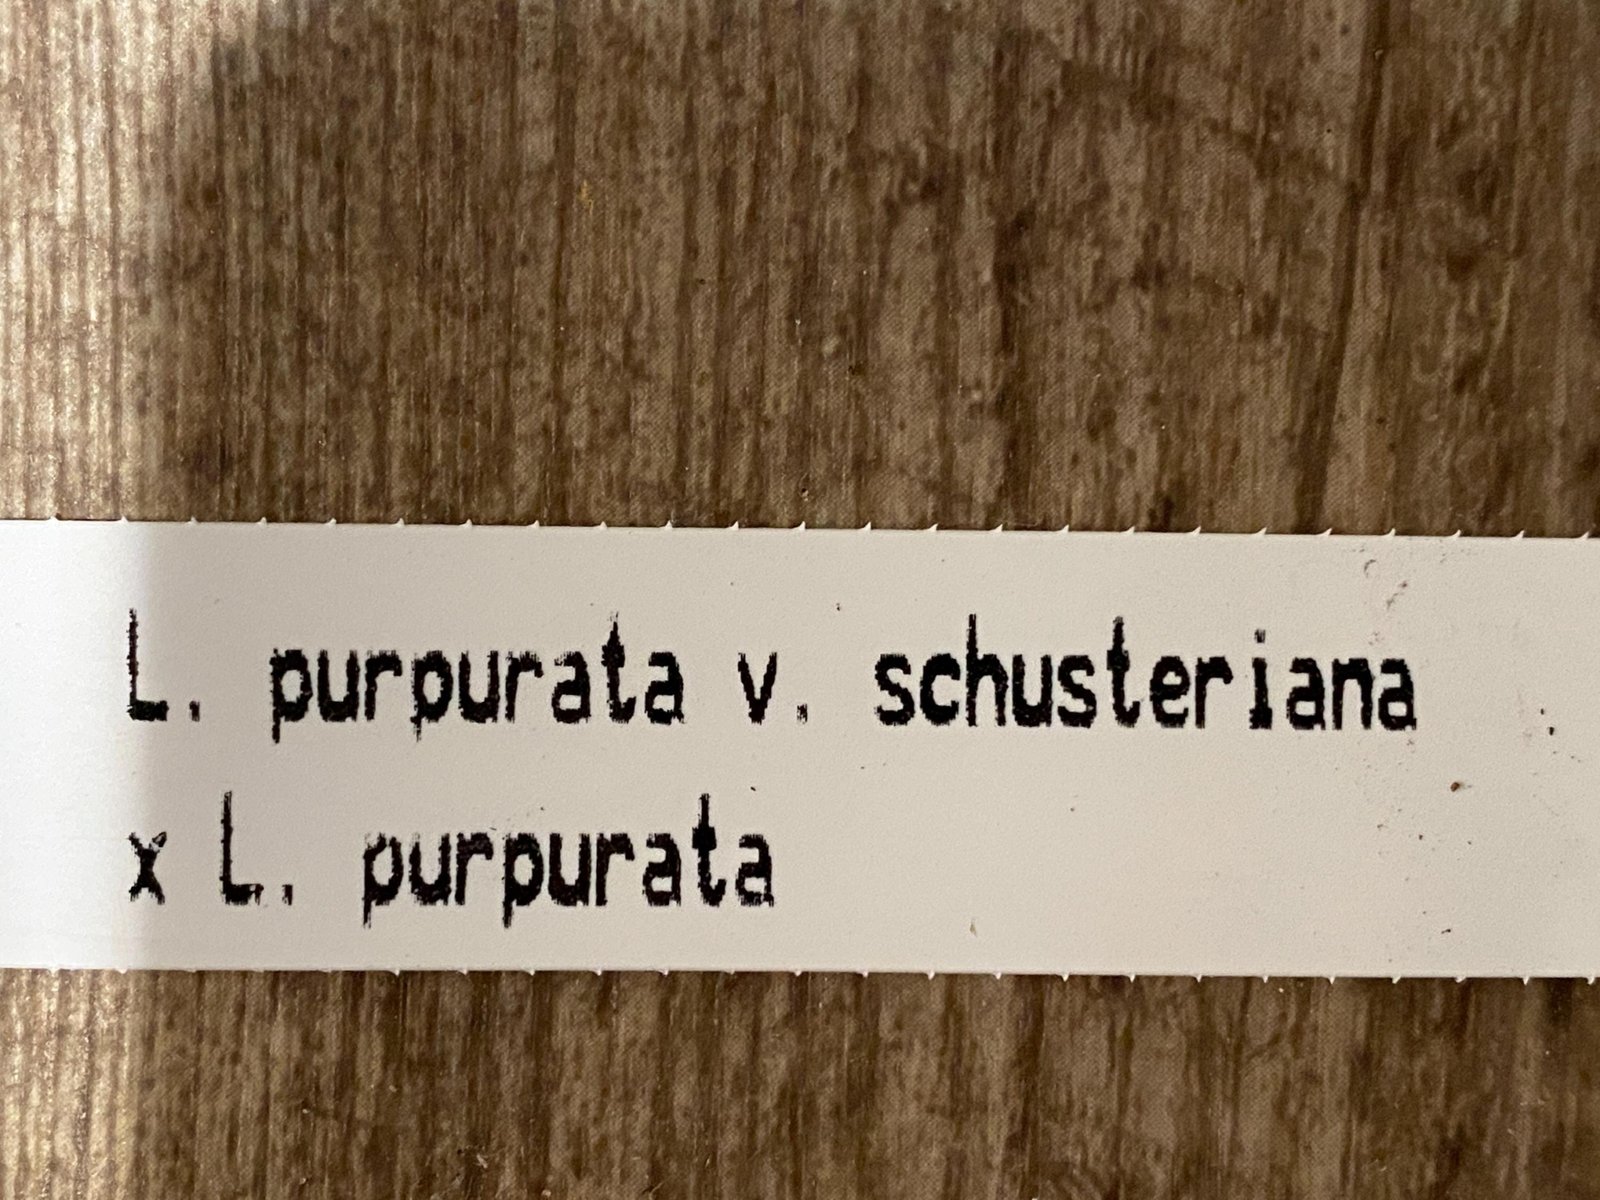 L. purpurata v. schusteriana
x L. purpurata